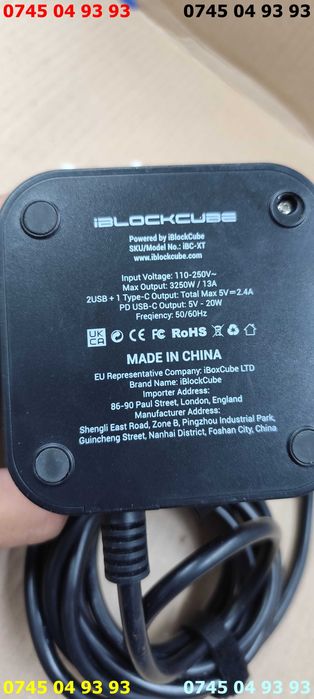 0745 04 93 93 0745 04 93 93
iBLOCKCUBE
Powered by iBlockCube
SKU/Model No.: iBC-XT
www.iblockcube.com
Input Voltage: 110-250V~
Max Output: 3250W / 13A
2USB + 1 Type-C Output: Total Max 5V⎓2.4A
PD USB-C Output: 5V - 20W
Freqiency: 50/60Hz
UK CA CE FC RoHS
MADE IN CHINA
EU Representative Company: iBoxCube LTD
Brand Name: iBlockCube
Importer Address:
86-90 Paul Street, London, England
Manufacturer Address:
Shengli East Road, Zone B, Pingzhou Industrial Park,
Guincheng Street, Nanhai District, Foshan City, China
0745 04 93 93 0745 04 93 93